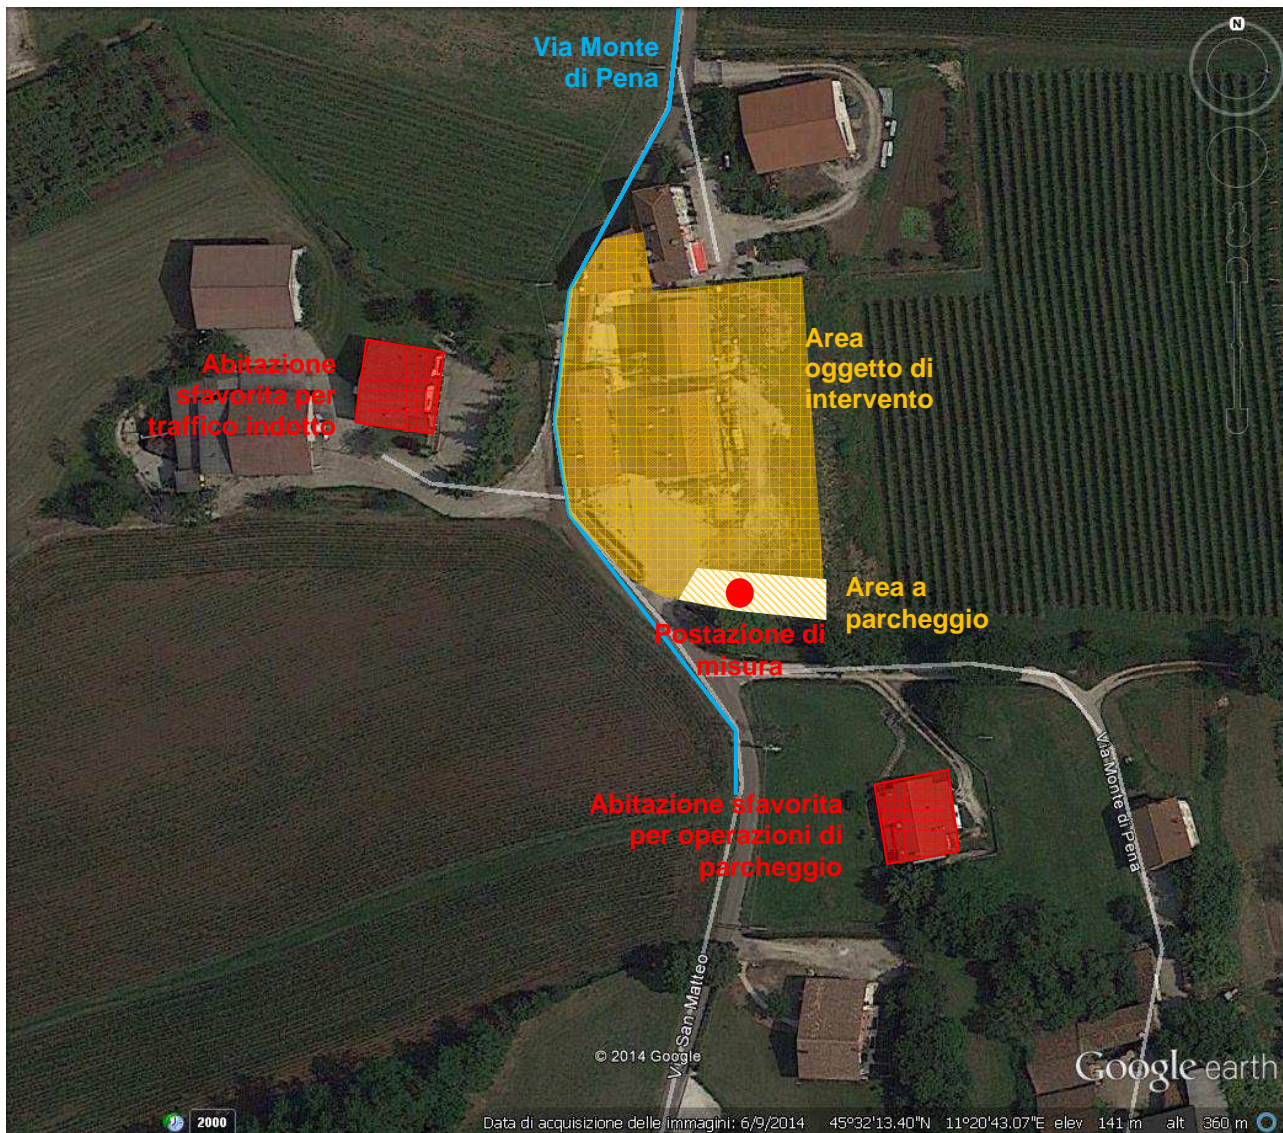 N
Via Monte
di Pena
Area
oggetto di
intervento
Abitazione
sfavorita per
traffico indotto
Area a
parcheggio
Postazione di
misura
Via Monte di Pena
Abitazione sfavorita
per operazioni di
parcheggio
Via San Matteo
© 2014 Google
Google earth
2000
Data di acquisizione delle immagini: 6/9/2014 45°32'13.40"N 11°20'43.07"E elev 141 m alt 360 m